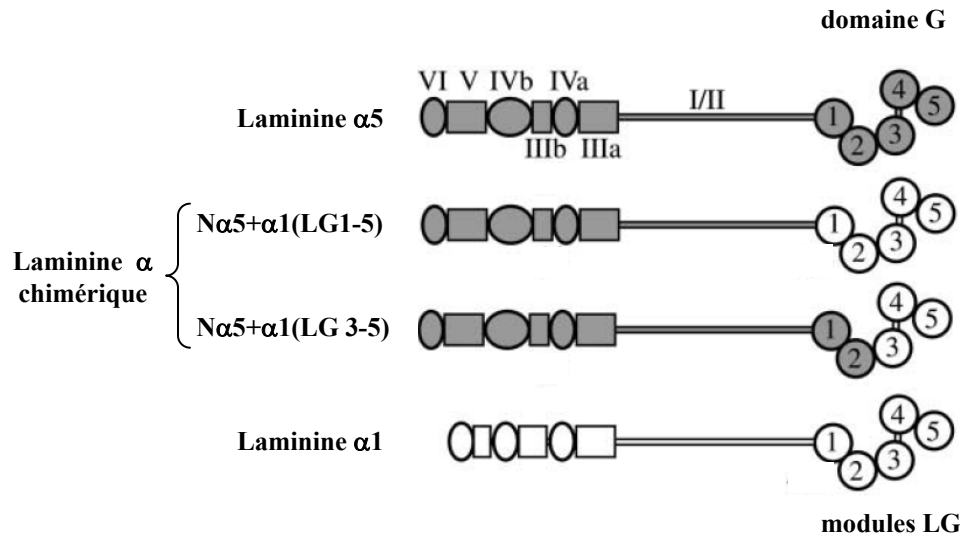 domaine G
VI V IVb IVa
I/II
4
5
1
3
2
Laminine α5
IIIb IIIa
Nα5+α1(LG1-5)
4
5
1
3
2
Laminine α
chimérique
Nα5+α1(LG 3-5)
4
5
1
3
2
Laminine α1
4
5
1
3
2
modules LG